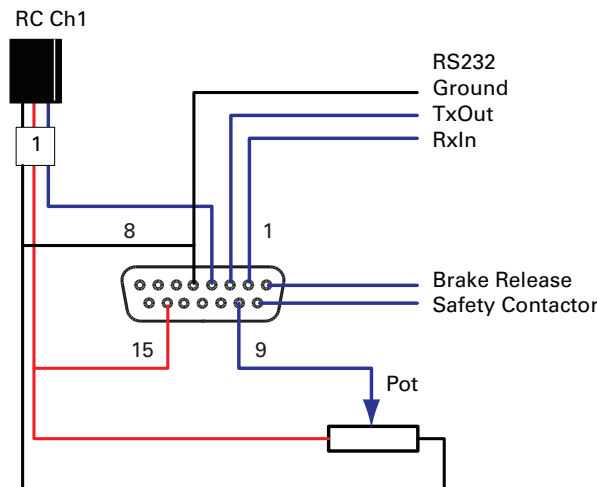 RC Ch1
RS232
Ground
TxOut
RxIn
1
8
1
Brake Release
Safety Contactor
15
9
Pot